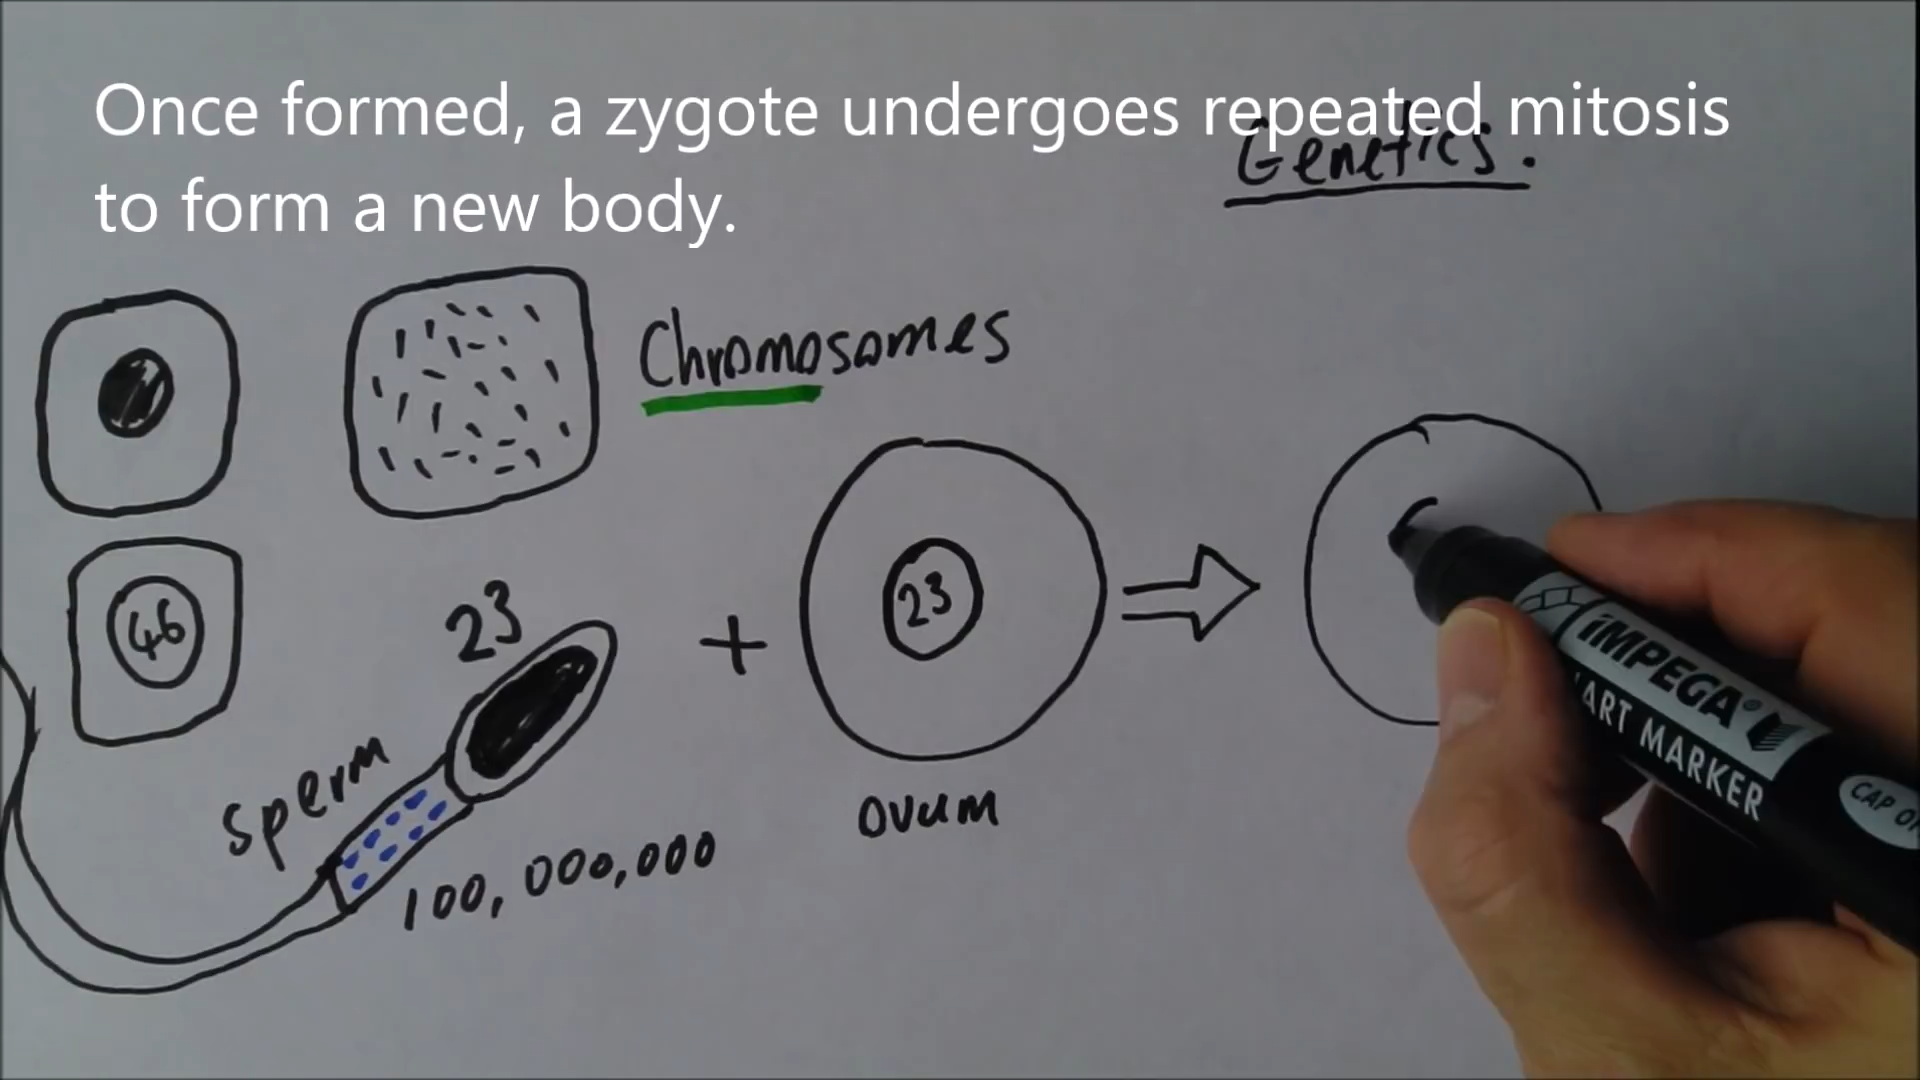 Once formed, a zygote undergoes repeated mitosis
to form a new body.
Genetics.
Chromosomes
46
23
+
23
sperm
100,000,000
ovum
iMPEGA®
ART MARKER
CAP